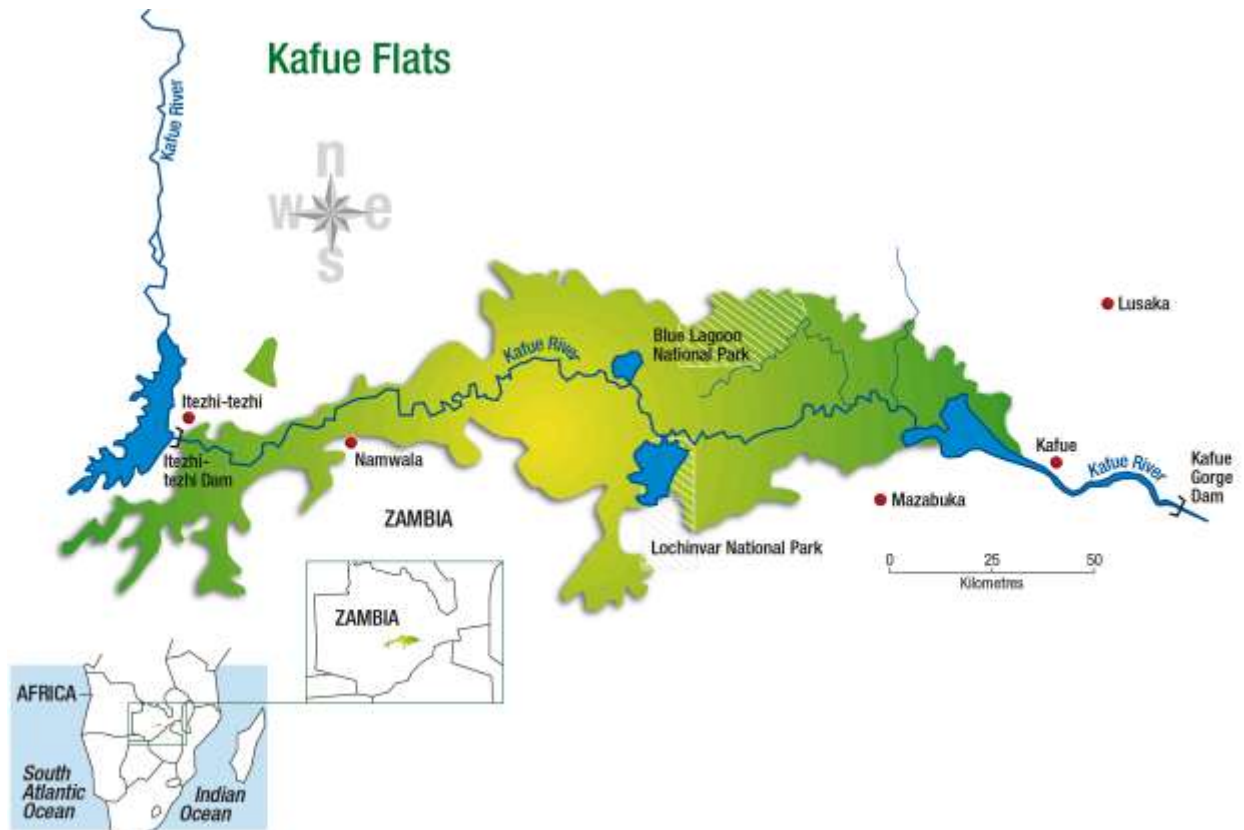 Kafue Flats
Kafue River
n
w e
s
Lusaka
Blue Lagoon
National Park
Kafue River
Itezhi-tezhi
Itezhi-
tezhi Dam
Namwala
Kafue
Kafue River
Kafue
Gorge
Dam
Mazabuka
ZAMBIA
Lochinvar National Park
0 25 50
Kilometres
ZAMBIA
AFRICA
South
Atlantic
Ocean
Indian
Ocean